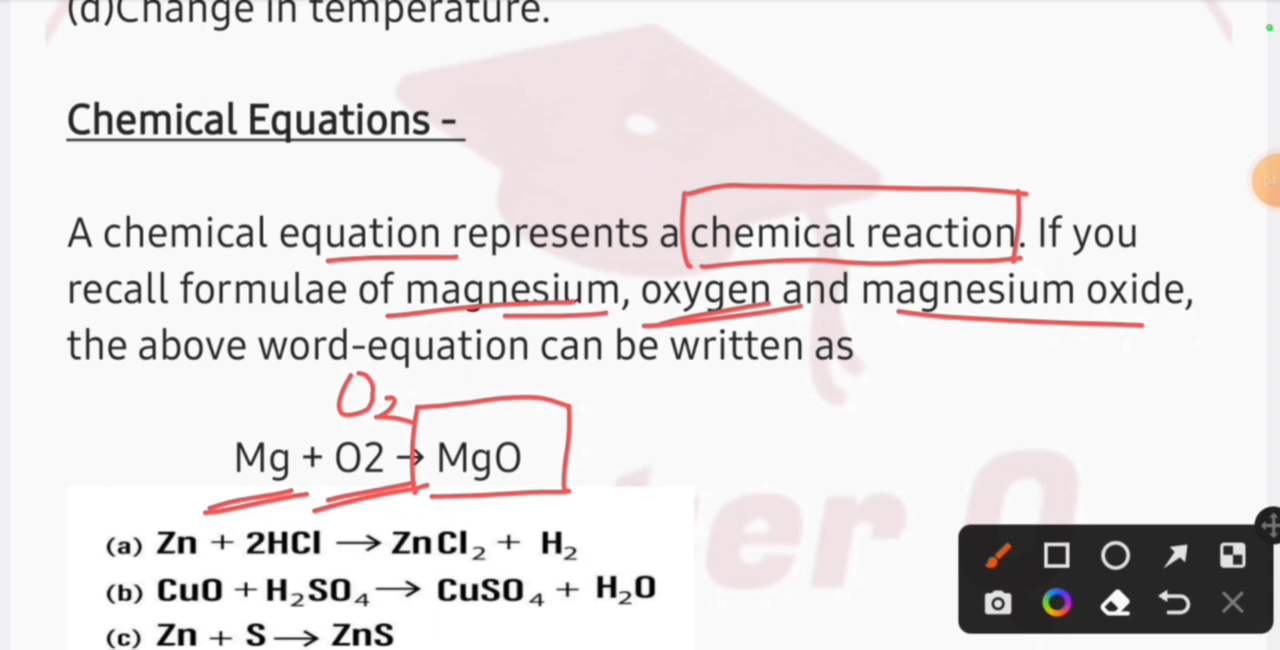 (d)Change in temperature.
Chemical Equations -
A chemical equation represents a chemical reaction. If you
recall formulae of magnesium, oxygen and magnesium oxide,
the above word-equation can be written as
O₂
Mg + O2 → MgO
(a) Zn + 2HCl ⟶ ZnCl₂ + H₂
(b) CuO + H₂SO₄ ⟶ CuSO₄ + H₂O
(c) Zn + S ⟶ ZnS